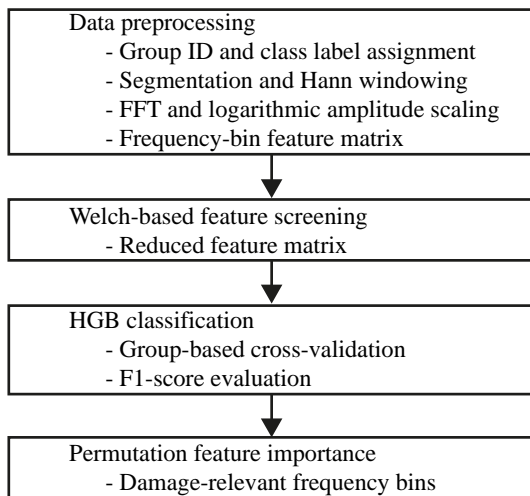 Data preprocessing
- Group ID and class label assignment
- Segmentation and Hann windowing
- FFT and logarithmic amplitude scaling
- Frequency-bin feature matrix
Welch-based feature screening
- Reduced feature matrix
HGB classification
- Group-based cross-validation
- F1-score evaluation
Permutation feature importance
- Damage-relevant frequency bins